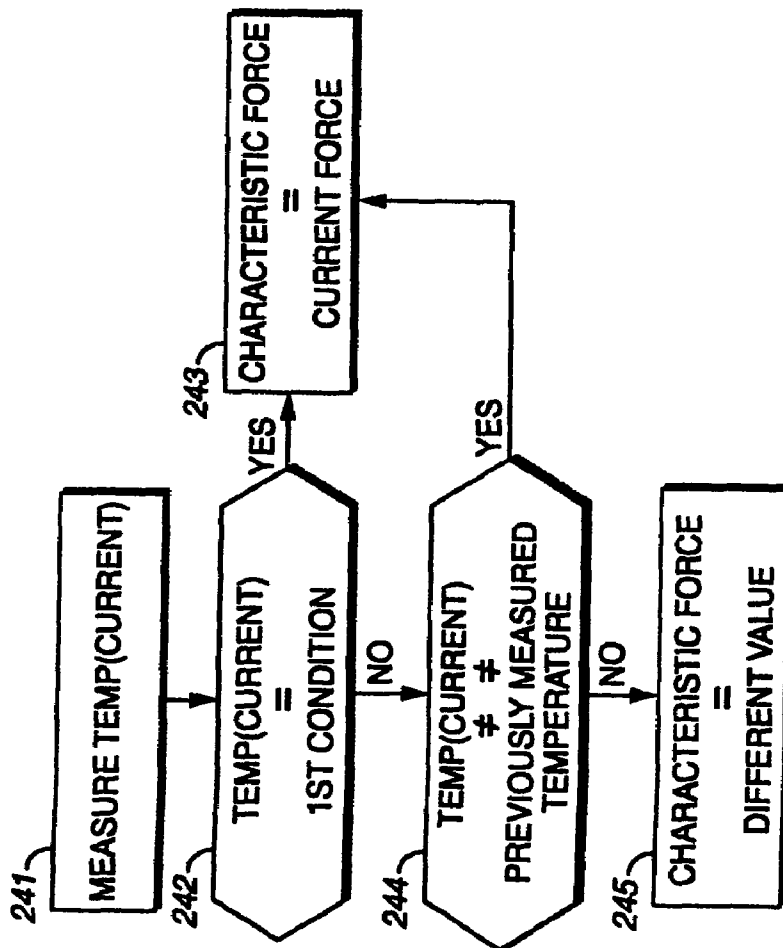 241
MEASURE TEMP(CURRENT)
242
TEMP(CURRENT)
=
1ST CONDITION
YES
NO
243
CHARACTERISTIC FORCE
=
CURRENT FORCE
244
TEMP(CURRENT) ≠
≠
PREVIOUSLY MEASURED
TEMPERATURE
YES
NO
245
CHARACTERISTIC FORCE
=
DIFFERENT VALUE